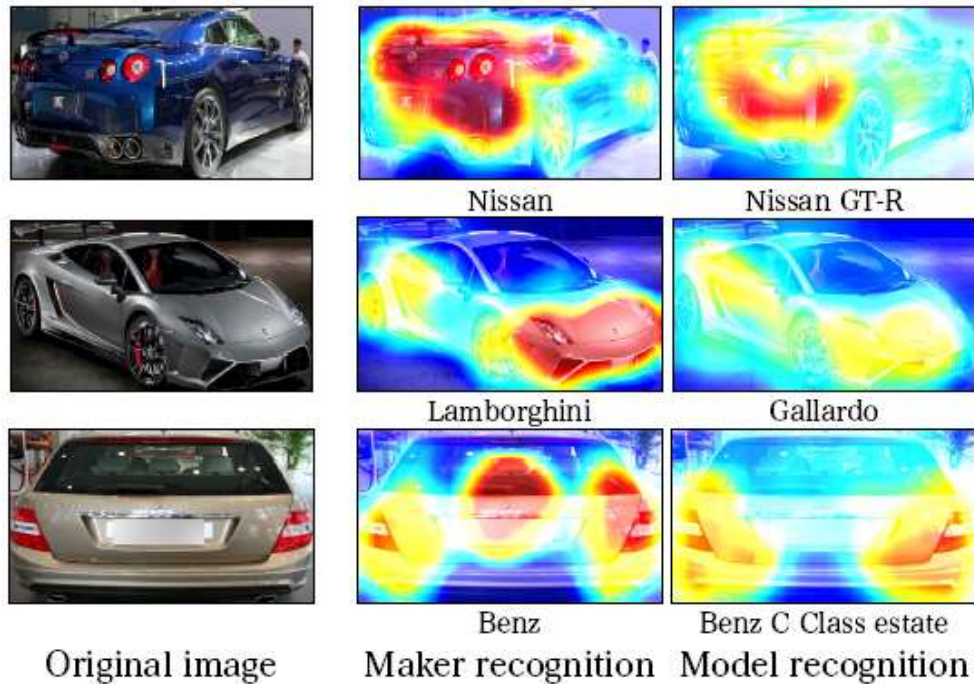 Nissan
Nissan GT-R
Lamborghini
Gallardo
Benz
Benz C Class estate
Original image
Maker recognition
Model recognition